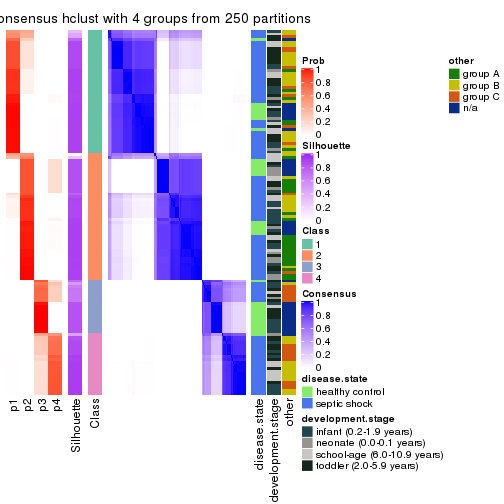 onsensus hclust with 4 groups from 250 partitions
p1
p2
p3
p4
Silhouette
Class
disease.state
development.stage
other
Prob
1
0.8
0.6
0.4
0.2
0
Silhouette
1
0.8
0.6
0.4
0.2
0
Class
1
2
3
4
Consensus
1
0.8
0.6
0.4
0.2
0
disease.state
healthy control
septic shock
development.stage
infant (0.2-1.9 years)
neonate (0.0-0.1 years)
school-age (6.0-10.9 years)
toddler (2.0-5.9 years)
other
group A
group B
group C
n/a